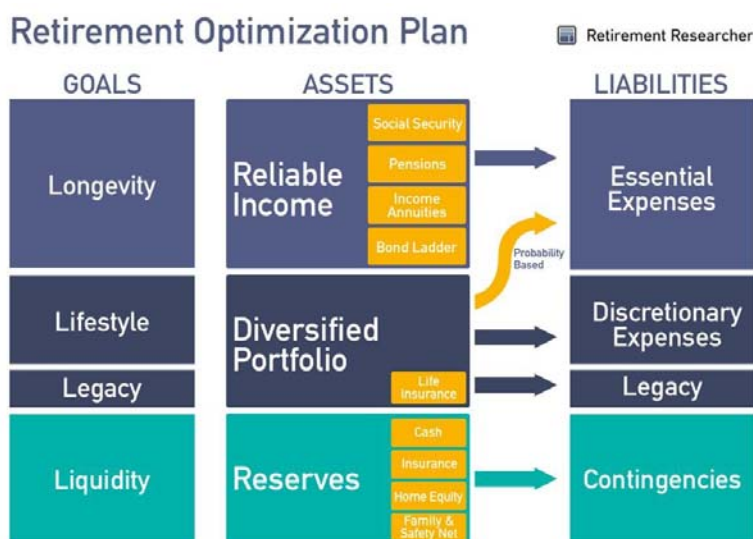 Retirement Optimization Plan
Retirement Researcher
GOALS
ASSETS
LIABILITIES
Longevity
Reliable
Income
Social Security
Pensions
Income
Annuities
Bond Ladder
Essential
Expenses
Probability
Based
Lifestyle
Diversified
Portfolio
Discretionary
Expenses
Legacy
Life
Insurance
Legacy
Liquidity
Reserves
Cash
Insurance
Home Equity
Family &
Safety Net
Contingencies